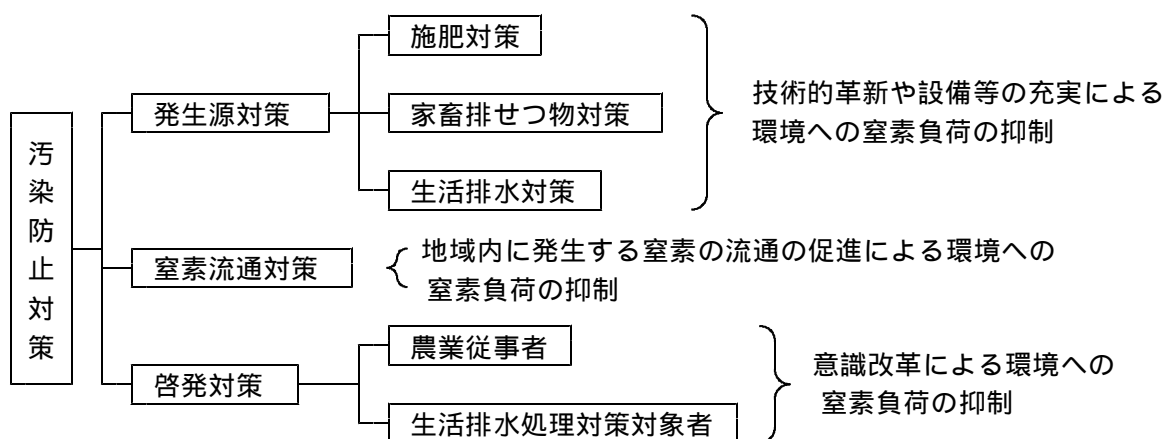 汚染防止対策
発生源対策
施肥対策
家畜排せつ物対策
生活排水対策
技術的革新や設備等の充実による
環境への窒素負荷の抑制
窒素流通対策
地域内に発生する窒素の流通の促進による環境への
窒素負荷の抑制
啓発対策
農業従事者
生活排水処理対策対象者
意識改革による環境への
窒素負荷の抑制